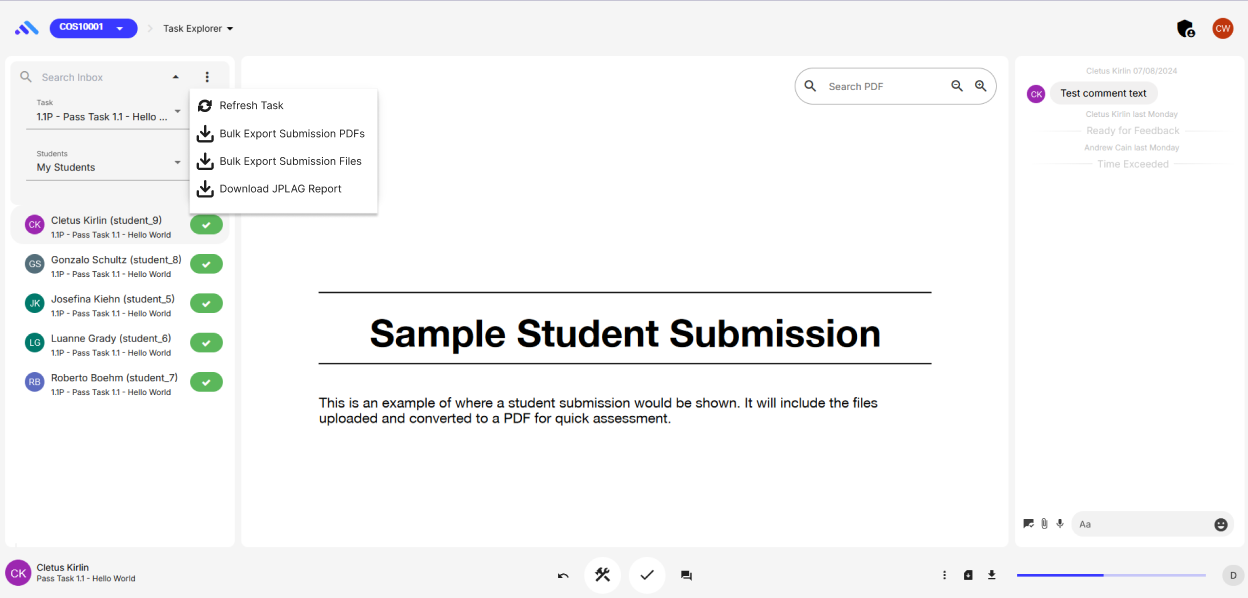 COS10001
Task Explorer
CW
Search Inbox
Task
1.1P - Pass Task 1.1 - Hello ...
Students
My Students
Refresh Task
Bulk Export Submission PDFs
Bulk Export Submission Files
Download JPLAG Report
CK
Cletus Kirlin (student_9)
1.1P - Pass Task 1.1 - Hello World
GS
Gonzalo Schultz (student_8)
1.1P - Pass Task 1.1 - Hello World
JK
Josefina Kiehn (student_5)
1.1P - Pass Task 1.1 - Hello World
LG
Luanne Grady (student_6)
1.1P - Pass Task 1.1 - Hello World
RB
Roberto Boehm (student_7)
1.1P - Pass Task 1.1 - Hello World
Search PDF
Sample Student Submission
This is an example of where a student submission would be shown. It will include the files
uploaded and converted to a PDF for quick assessment.
Cletus Kirlin 07/08/2024
CK
Test comment text
Cletus Kirlin last Monday
Ready for Feedback
Andrew Cain last Monday
Time Exceeded
Aa
CK
Cletus Kirlin
Pass Task 1.1 - Hello World
D